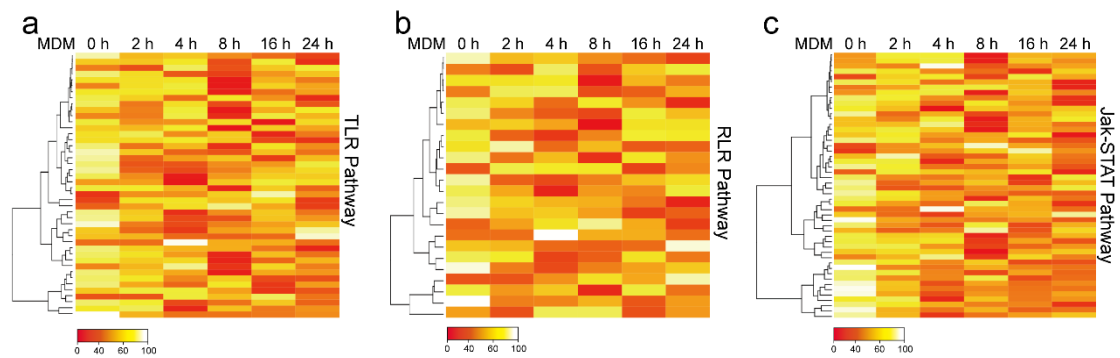 a
MDM 0 h 2 h 4 h 8 h 16 h 24 h
TLR Pathway
0 40 60 100
b
MDM 0 h 2 h 4 h 8 h 16 h 24 h
RLR Pathway
0 40 60 100
c
MDM 0 h 2 h 4 h 8 h 16 h 24 h
Jak-STAT Pathway
0 40 60 100